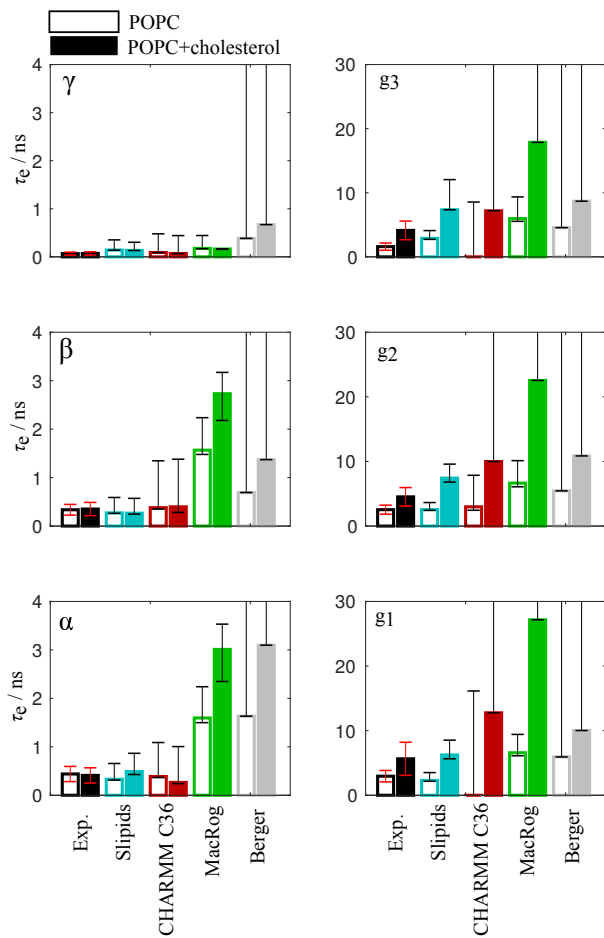 POPC
POPC+cholesterol
γ
τe / ns
4
3
2
1
0
g3
30
20
10
0
β
τe / ns
4
3
2
1
0
g2
30
20
10
0
α
τe / ns
4
3
2
1
0
g1
30
20
10
0
Exp.
Slipids
CHARMM C36
MacRog
Berger
Exp.
Slipids
CHARMM C36
MacRog
Berger